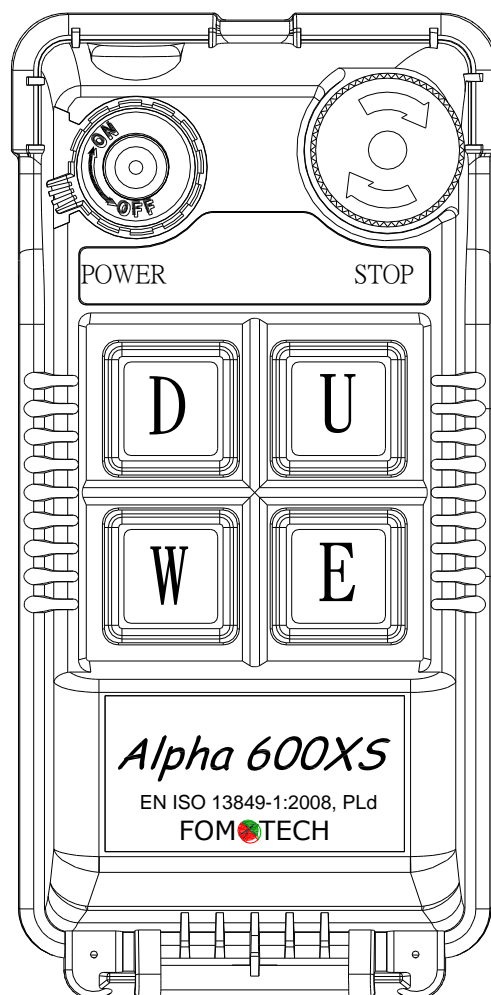 ON
OFF
POWER STOP
D U
W E
Alpha 600XS
EN ISO 13849-1:2008, PLd
FOMOTECH